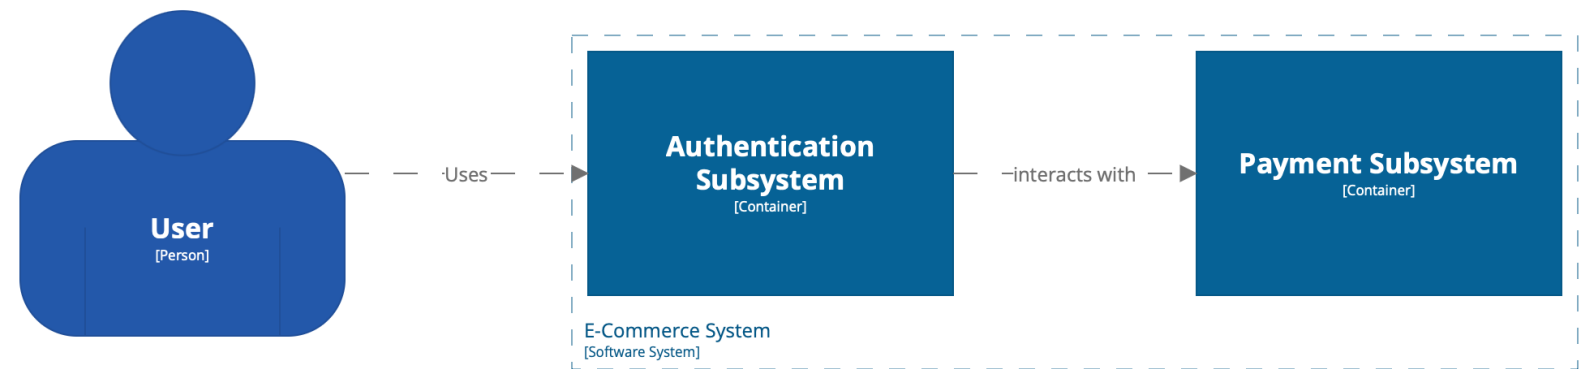 User
[Person]
Uses
Authentication
Subsystem
[Container]
interacts with
Payment Subsystem
[Container]
E-Commerce System
[Software System]